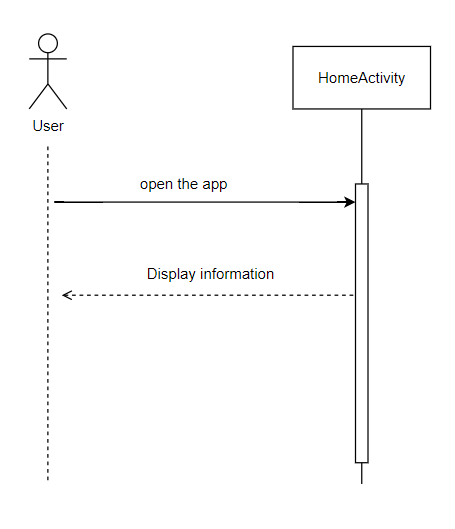 HomeActivity
User
open the app
Display information